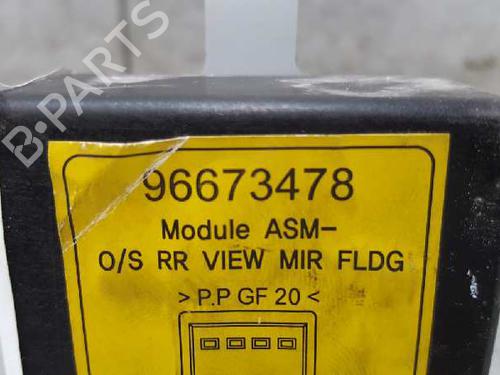 B-PARTS
96673478
Module ASM-
O/S RR VIEW MIR FLDG
> P.P GF 20 <